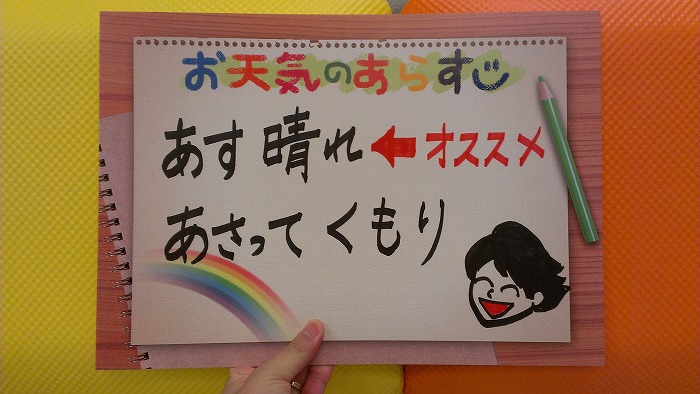 お天気のあらすじ
あす 晴れ←オススメ
あさって くもり